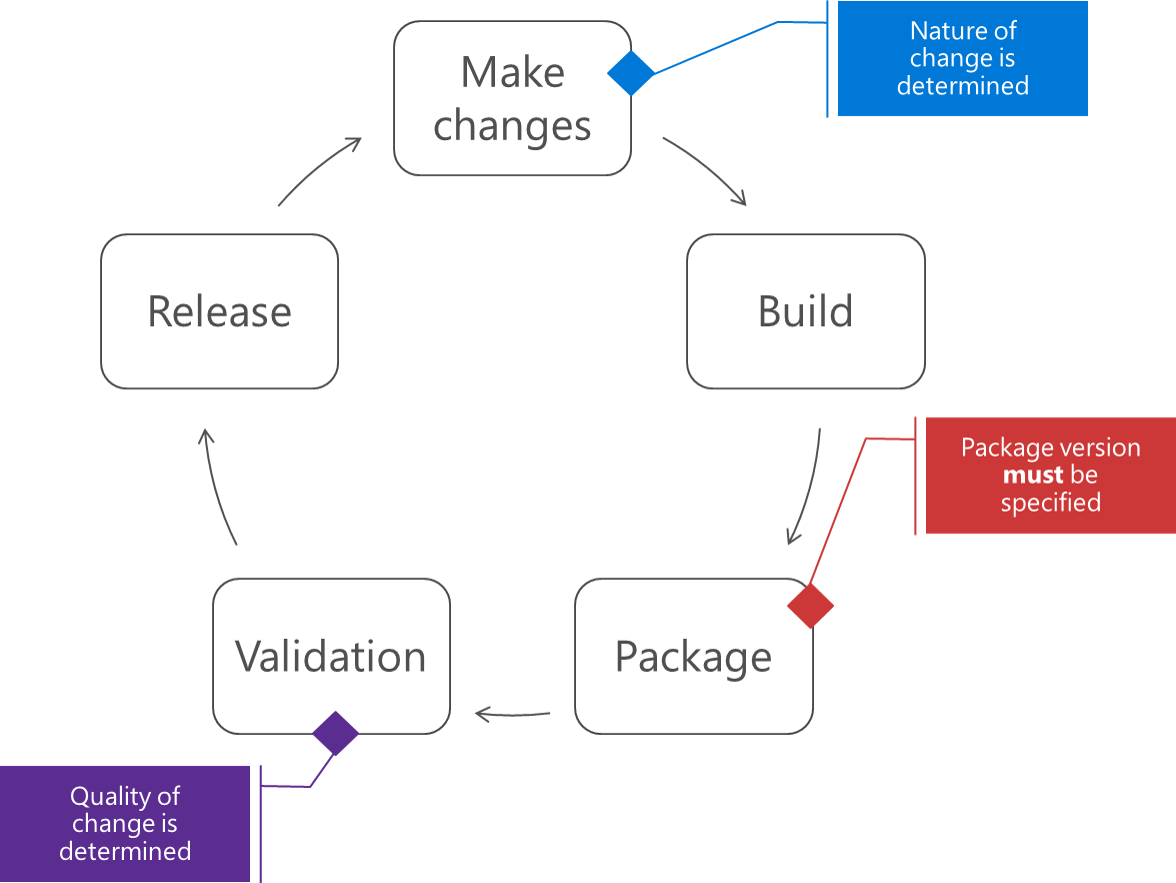 Make
changes
Nature of
change is
determined
Release
Build
Package version
must be
specified
Validation
Package
Quality of
change is
determined